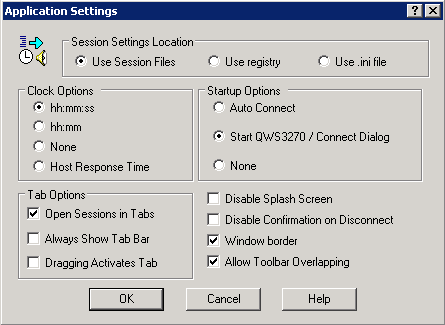 Application Settings
Session Settings Location
Use Session Files
Use registry
Use .ini file
Clock Options
hh:mm:ss
hh:mm
None
Host Response Time
Startup Options
Auto Connect
Start QWS3270 / Connect Dialog
None
Tab Options
Open Sessions in Tabs
Always Show Tab Bar
Dragging Activates Tab
Disable Splash Screen
Disable Confirmation on Disconnect
Window border
Allow Toolbar Overlapping
OK
Cancel
Help